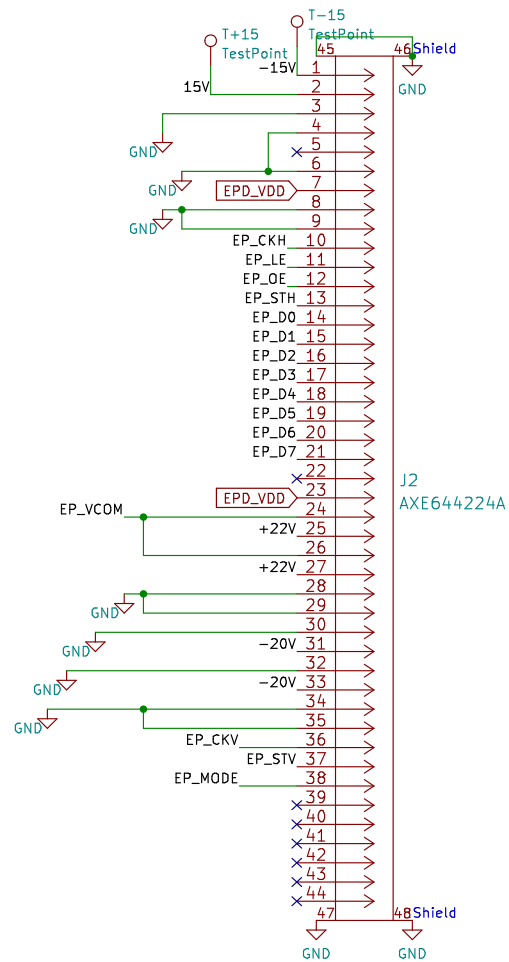 T-15
TestPoint
T+15
TestPoint
45
46
Shield
GND
-15V
1
15V
2
3
GND
4
5
6
GND
EPD_VDD
7
8
GND
9
EP_CKH
10
EP_LE
11
EP_OE
12
EP_STH
13
EP_D0
14
EP_D1
15
EP_D2
16
EP_D3
17
EP_D4
18
EP_D5
19
EP_D6
20
EP_D7
21
22
J2
AXE644224A
EPD_VDD
23
EP_VCOM
24
+22V
25
26
+22V
27
28
GND
29
30
GND
-20V
31
32
GND
-20V
33
34
GND
35
EP_CKV
36
EP_STV
37
EP_MODE
38
39
40
41
42
43
44
47
48
Shield
GND
GND